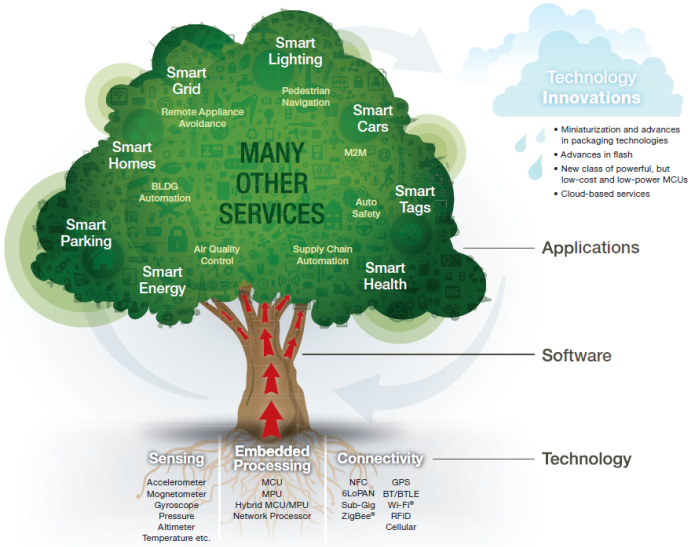 Smart
Lighting
Smart
Grid
Pedestrian
Navigation
Remote Appliance
Avoidance
Smart
Cars
MANY
OTHER
SERVICES
Smart
Homes
M2M
BLDG
Automation
Smart
Tags
Auto
Safety
Smart
Parking
Air Quality
Control
Supply Chain
Automation
Smart
Energy
Smart
Health
Technology
Innovations
• Miniaturization and advances
in packaging technologies
• Advances in flash
• New class of powerful, but
low-cost and low-power MCUs
• Cloud-based services
Applications
Software
Technology
Sensing
Accelerometer
Mognetometer
Gyroscope
Pressure
Altimeter
Temperature etc.
Embedded
Processing
MCU
MPU
Hybrid MCU/MPU
Network Processor
Connectivity
NFC
6LoPAN
Sub-Gig
ZigBee®
GPS
BT/BTLE
Wi-Fi®
RFID
Cellular